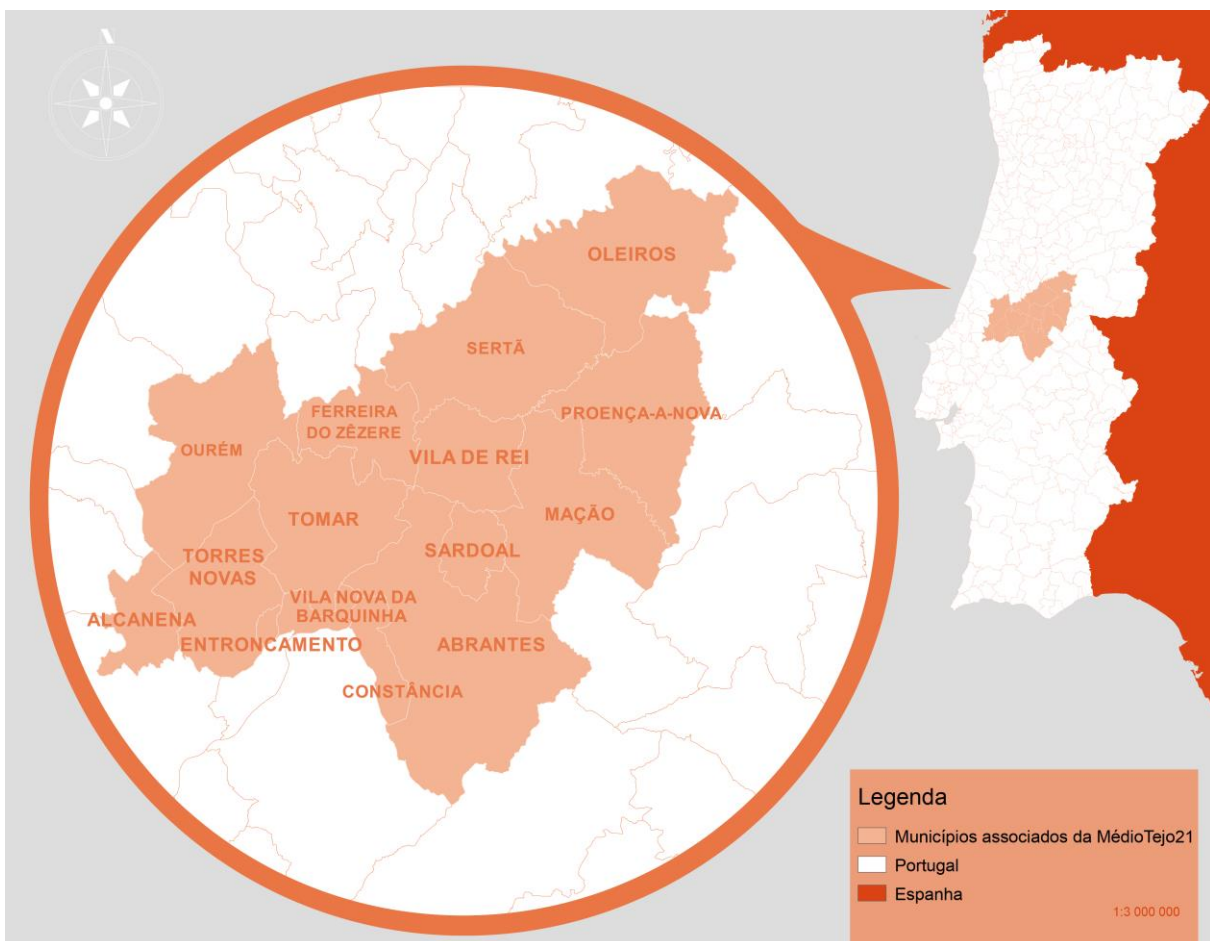 N
OLEIROS
SERTÃ
FERREIRA
DO ZÊZERE
PROENÇA-A-NOVA
OURÉM
VILA DE REI
TOMAR
MAÇÃO
SARDOAL
TORRES
NOVAS
VILA NOVA DA
BARQUINHA
ALCANENA
ENTRONCAMENTO
ABRANTES
CONSTÂNCIA
Legenda
Municípios associados da MédioTejo21
Portugal
Espanha
1:3 000 000